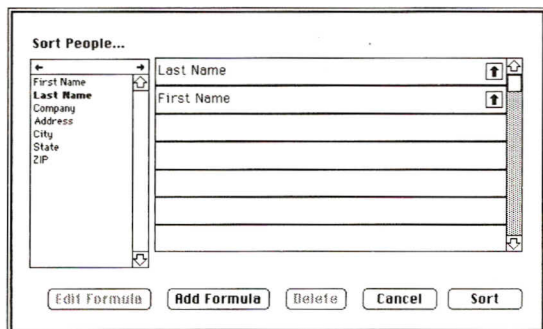 Sort People...
First Name
Last Name
Company
Address
City
State
ZIP
Last Name
First Name
Edit Formula
Add Formula
Delete
Cancel
Sort